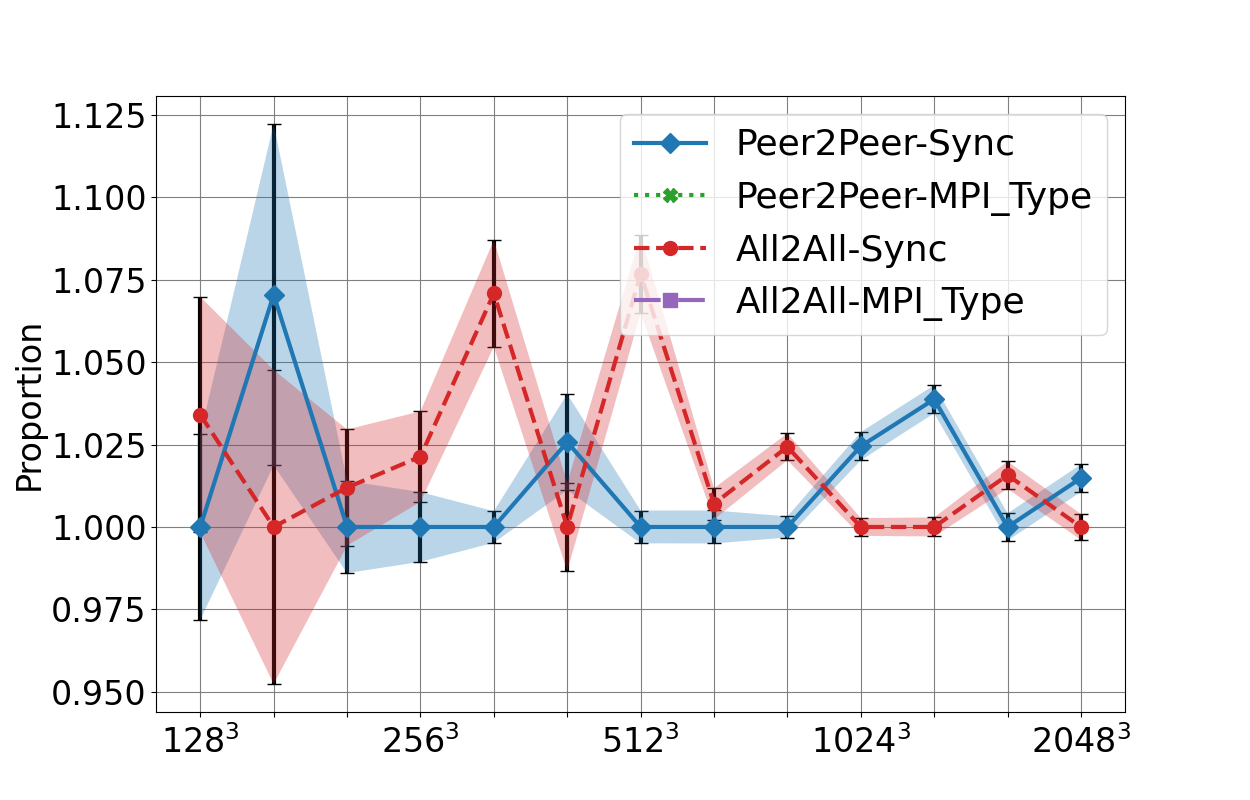 Proportion
1.125
1.100
1.075
1.050
1.025
1.000
0.975
0.950
Peer2Peer-Sync
Peer2Peer-MPI_Type
All2All-Sync
All2All-MPI_Type
128³ 256³ 512³ 1024³ 2048³